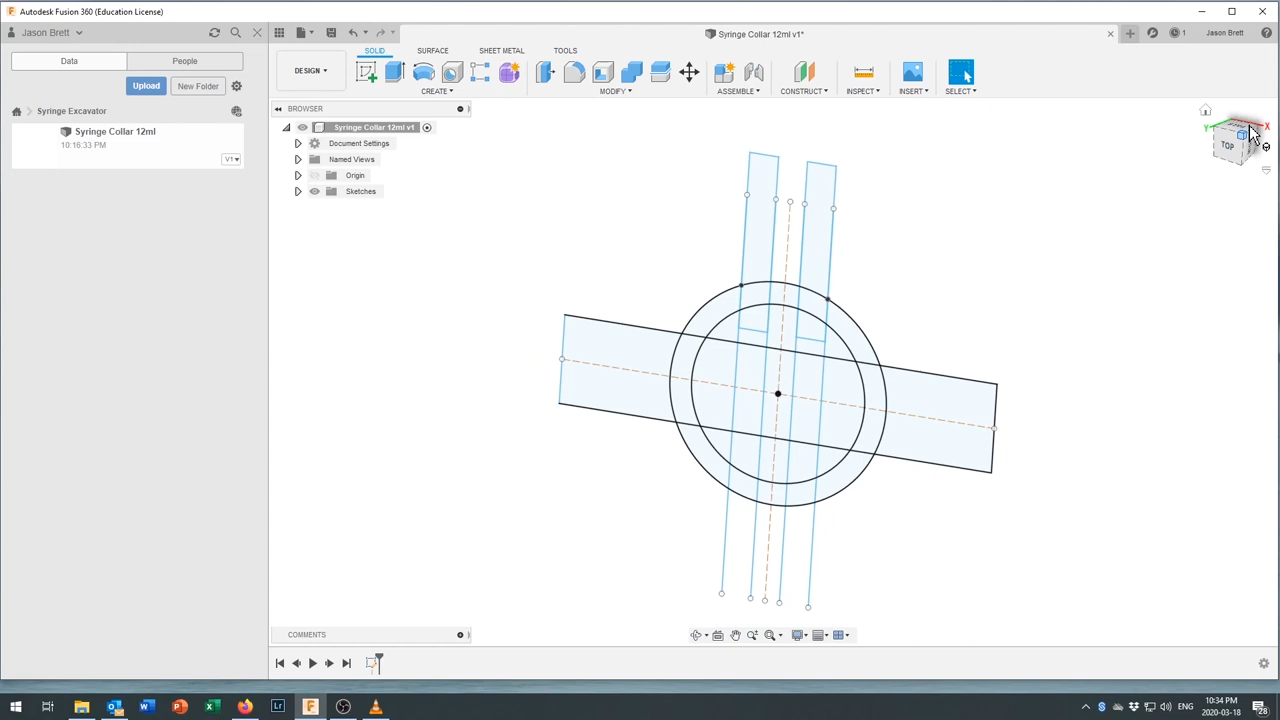 Autodesk Fusion 360 (Education License)
Jason Brett
Syringe Collar 12ml v1*
1
Jason Brett
Data
People
Upload
New Folder
Syringe Excavator
Syringe Collar 12ml
10:16:33 PM
V1
DESIGN
SOLID
SURFACE
SHEET METAL
TOOLS
CREATE
MODIFY
ASSEMBLE
CONSTRUCT
INSPECT
INSERT
SELECT
BROWSER
Syringe Collar 12ml v1
Document Settings
Named Views
Origin
Sketches
Y
X
TOP
COMMENTS
ENG
10:34 PM
2020-03-18
28